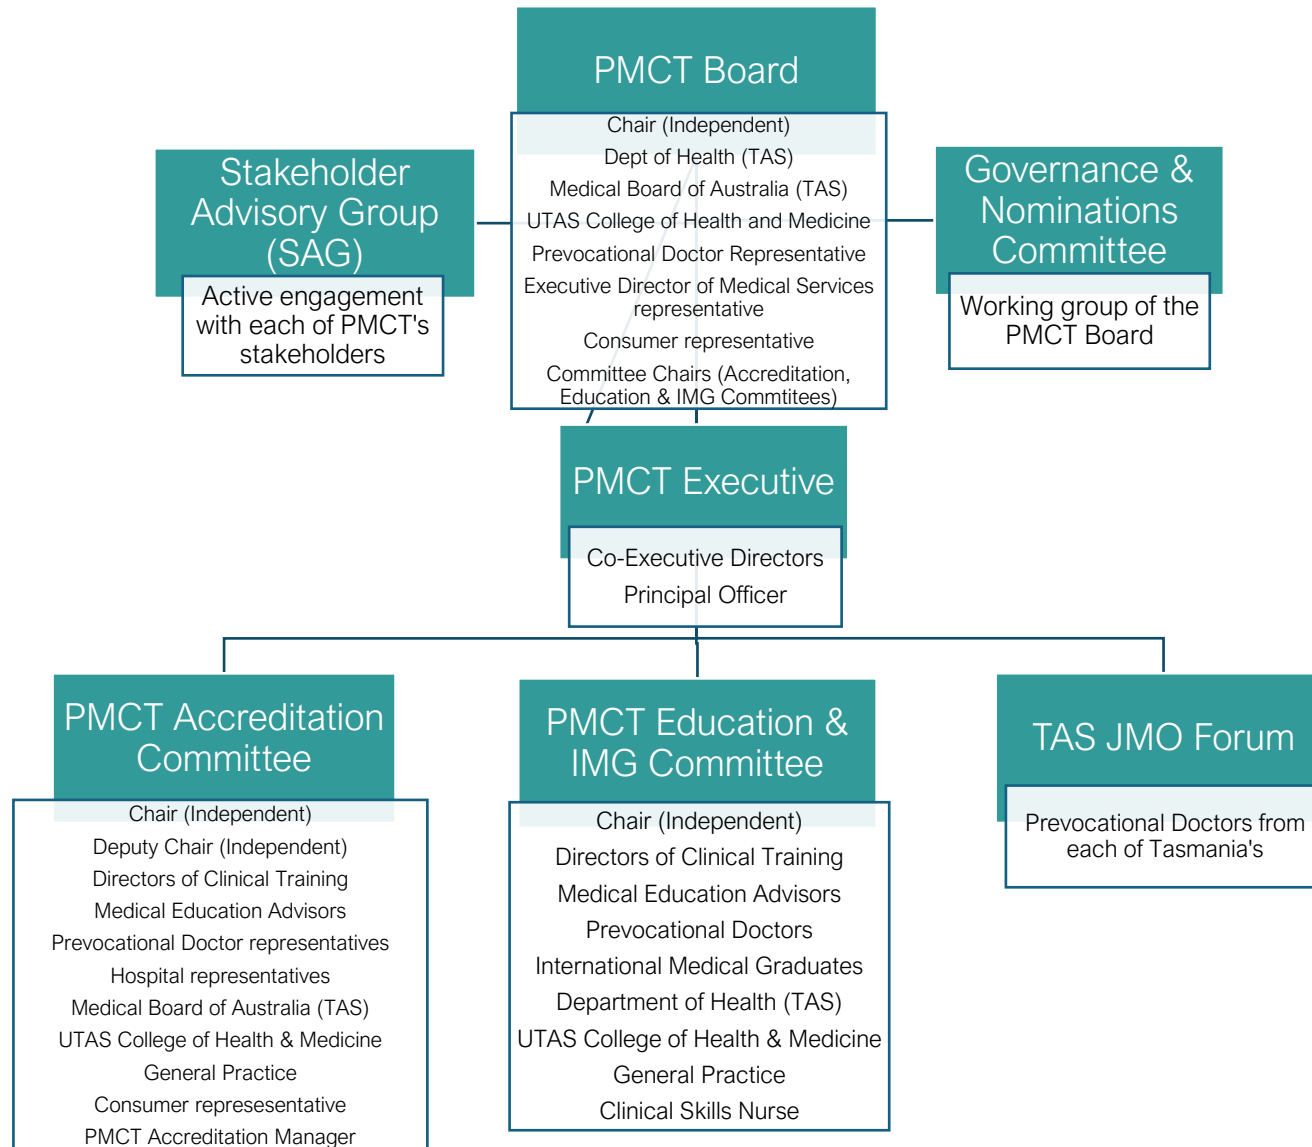 PMCT Board
Chair (Independent)
Dept of Health (TAS)
Medical Board of Australia (TAS)
UTAS College of Health and Medicine
Prevocational Doctor Representative
Executive Director of Medical Services
representative
Consumer representative
Committee Chairs (Accreditation,
Education & IMG Commtitees)
Stakeholder
Advisory Group
(SAG)
Active engagement
with each of PMCT's
stakeholders
Governance &
Nominations
Committee
Working group of the
PMCT Board
PMCT Executive
Co-Executive Directors
Principal Officer
PMCT Accreditation
Committee
Chair (Independent)
Deputy Chair (Independent)
Directors of Clinical Training
Medical Education Advisors
Prevocational Doctor representatives
Hospital representatives
Medical Board of Australia (TAS)
UTAS College of Health & Medicine
General Practice
Consumer represesentative
PMCT Accreditation Manager
PMCT Education &
IMG Committee
Chair (Independent)
Directors of Clinical Training
Medical Education Advisors
Prevocational Doctors
International Medical Graduates
Department of Health (TAS)
UTAS College of Health & Medicine
General Practice
Clinical Skills Nurse
TAS JMO Forum
Prevocational Doctors from
each of Tasmania's